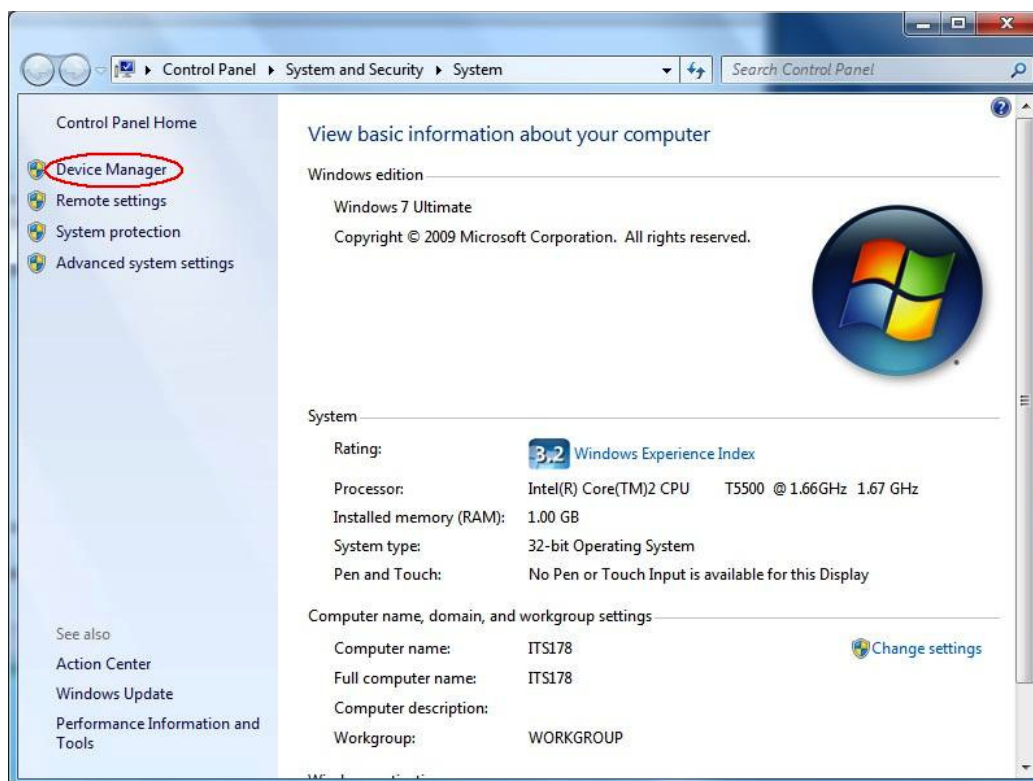 Control Panel System and Security System
Search Control Panel
Control Panel Home
Device Manager
Remote settings
System protection
Advanced system settings
See also
Action Center
Windows Update
Performance Information and
Tools
View basic information about your computer
Windows edition
Windows 7 Ultimate
Copyright © 2009 Microsoft Corporation. All rights reserved.
System
Rating: 3,2 Windows Experience Index
Processor: Intel(R) Core(TM)2 CPU T5500 @ 1.66GHz 1.67 GHz
Installed memory (RAM): 1.00 GB
System type: 32-bit Operating System
Pen and Touch: No Pen or Touch Input is available for this Display
Computer name, domain, and workgroup settings
Computer name: ITS178 Change settings
Full computer name: ITS178
Computer description:
Workgroup: WORKGROUP